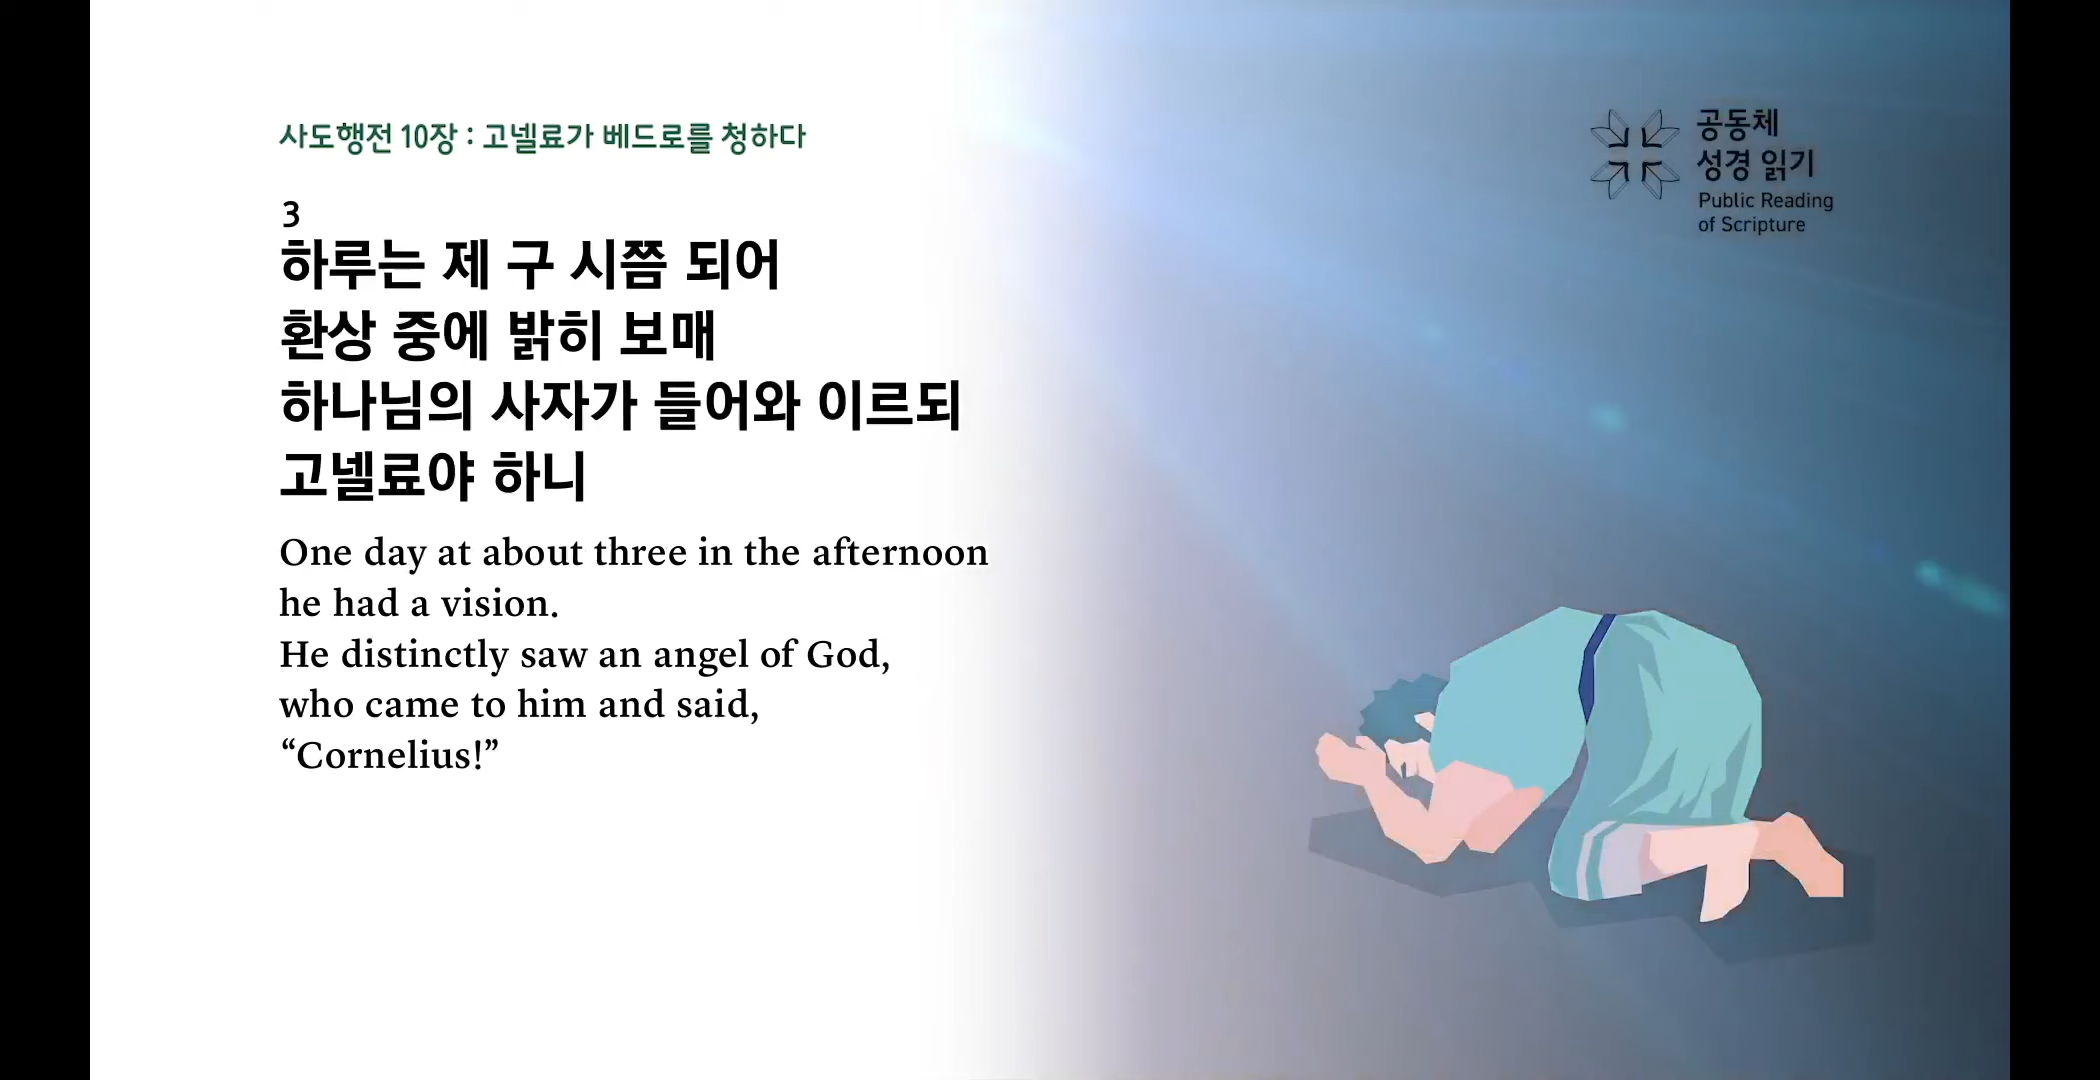 사도행전 10장 : 고넬료가 베드로를 청하다
공동체
성경 읽기
Public Reading
of Scripture
3
하루는 제 구 시쯤 되어
환상 중에 밝히 보매
하나님의 사자가 들어와 이르되
고넬료야 하니
One day at about three in the afternoon
he had a vision.
He distinctly saw an angel of God,
who came to him and said,
“Cornelius!”